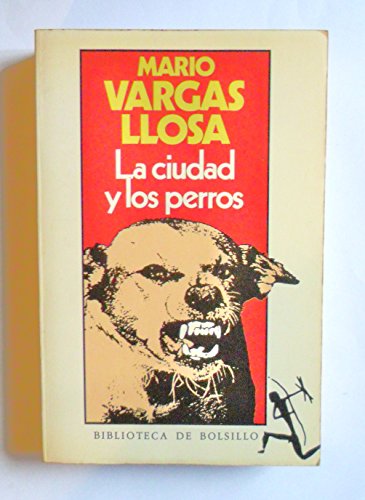 MARIO
VARGAS
LLOSA
La ciudad
y los perros
BIBLIOTECA DE BOLSILLO